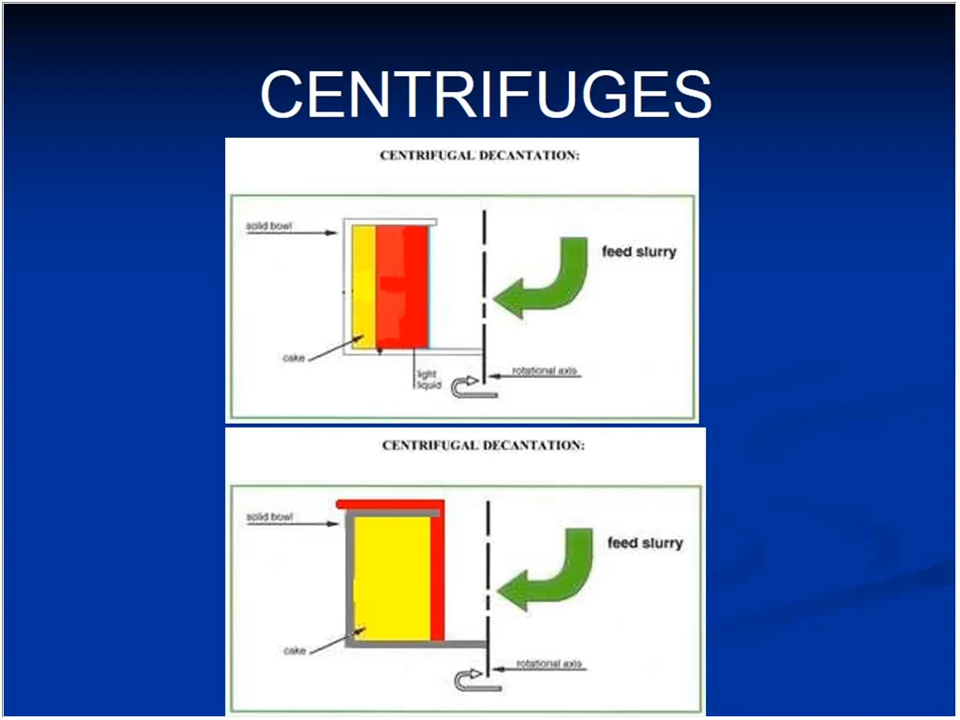 CENTRIFUGES
CENTRIFUGAL DECANTATION:
solid bowl
feed slurry
cake
light
liquid
rotational axis
CENTRIFUGAL DECANTATION:
solid bowl
feed slurry
cake
rotational axis